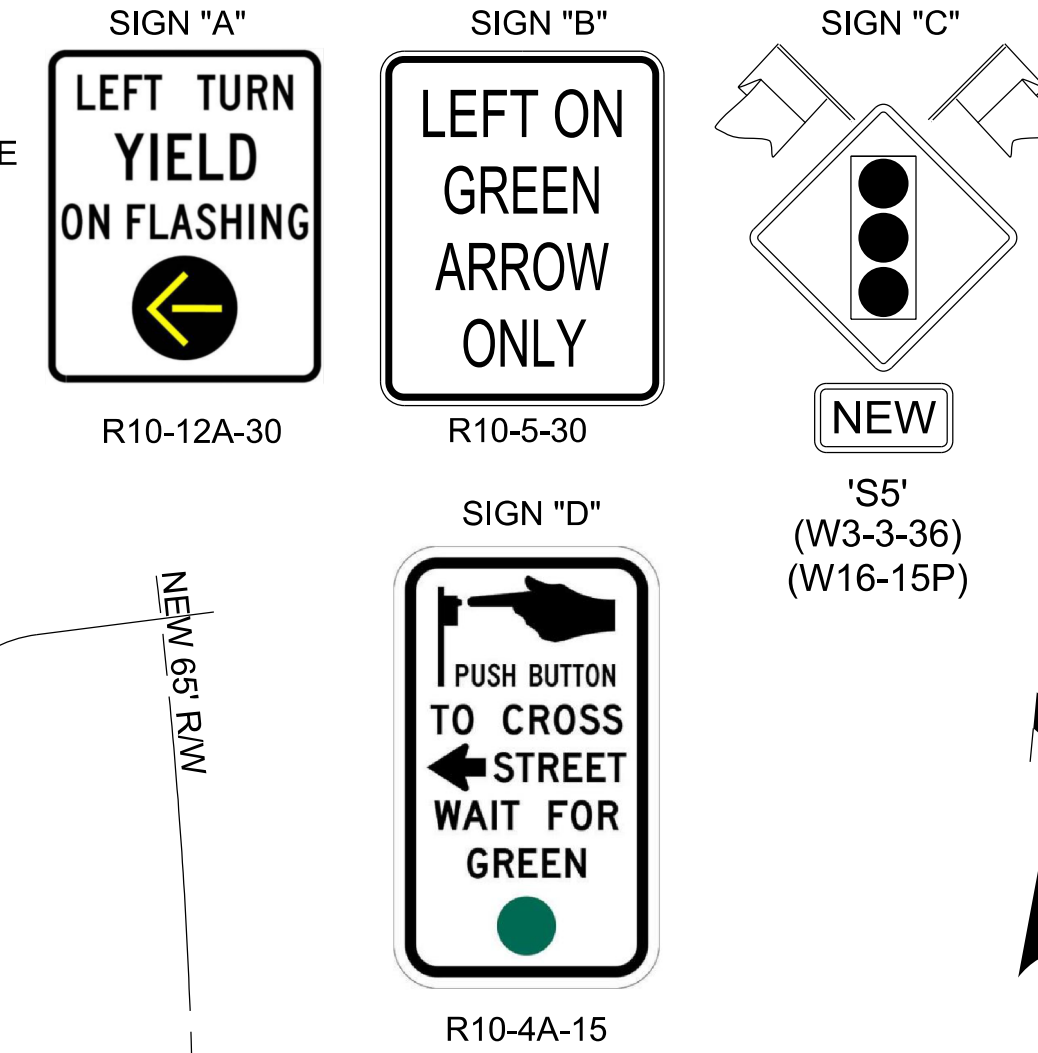 SIGN "A"
LEFT TURN
YIELD
ON FLASHING
R10-12A-30
SIGN "B"
LEFT ON
GREEN
ARROW
ONLY
R10-5-30
SIGN "C"
NEW
'S5'
(W3-3-36)
(W16-15P)
E
SIGN "D"
PUSH BUTTON
TO CROSS
STREET
WAIT FOR
GREEN
R10-4A-15
NEW 65' R/W